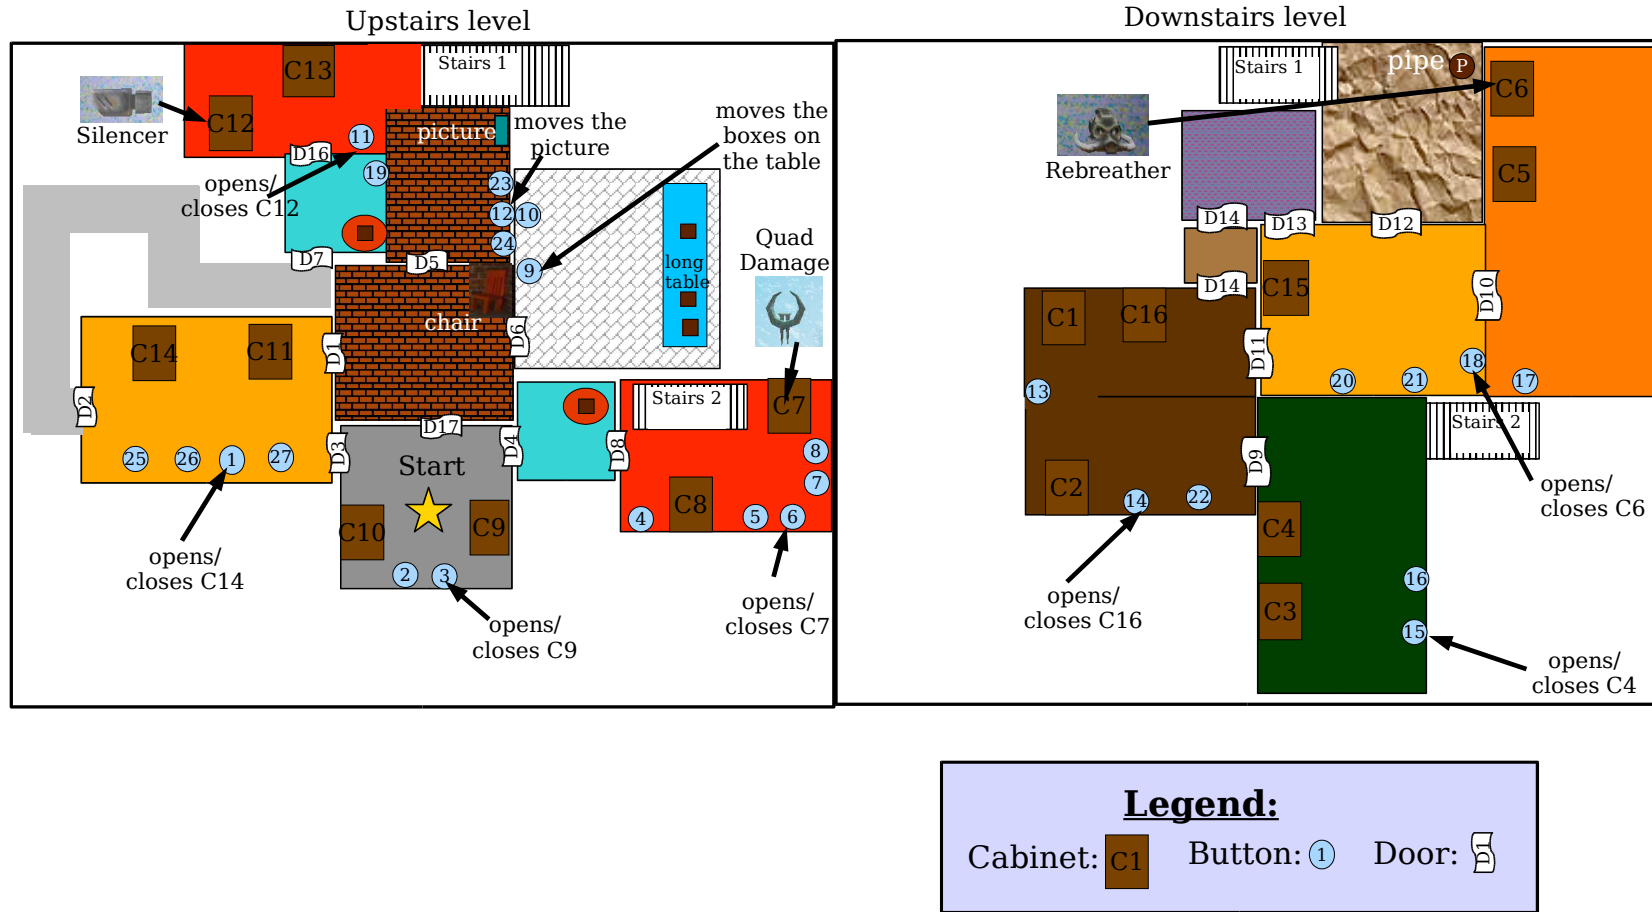 Upstairs level
Downstairs level
C13
Stairs 1
Silencer
C12
11
D16
picture
moves the
picture
moves the
boxes on
the table
opens/
closes C12
19
23
12
10
24
9
D7
D5
long
table
Quad
Damage
chair
D6
C14
C11
D1
D2
D17
D3
D4
D8
Stairs 2
C7
25
26
1
27
Start
8
7
C10
C9
C8
4
5
6
2
3
opens/
closes C14
opens/
closes C9
opens/
closes C7
Stairs 1
pipe
P
C6
Rebreather
C5
D14
D13
D12
D14
C15
D10
C1
C16
D11
18
13
20
21
17
Stairs 2
D9
C2
14
22
C4
opens/
closes C6
16
C3
15
opens/
closes C16
opens/
closes C4
Legend:
Cabinet: C1 Button: 1 Door: D1